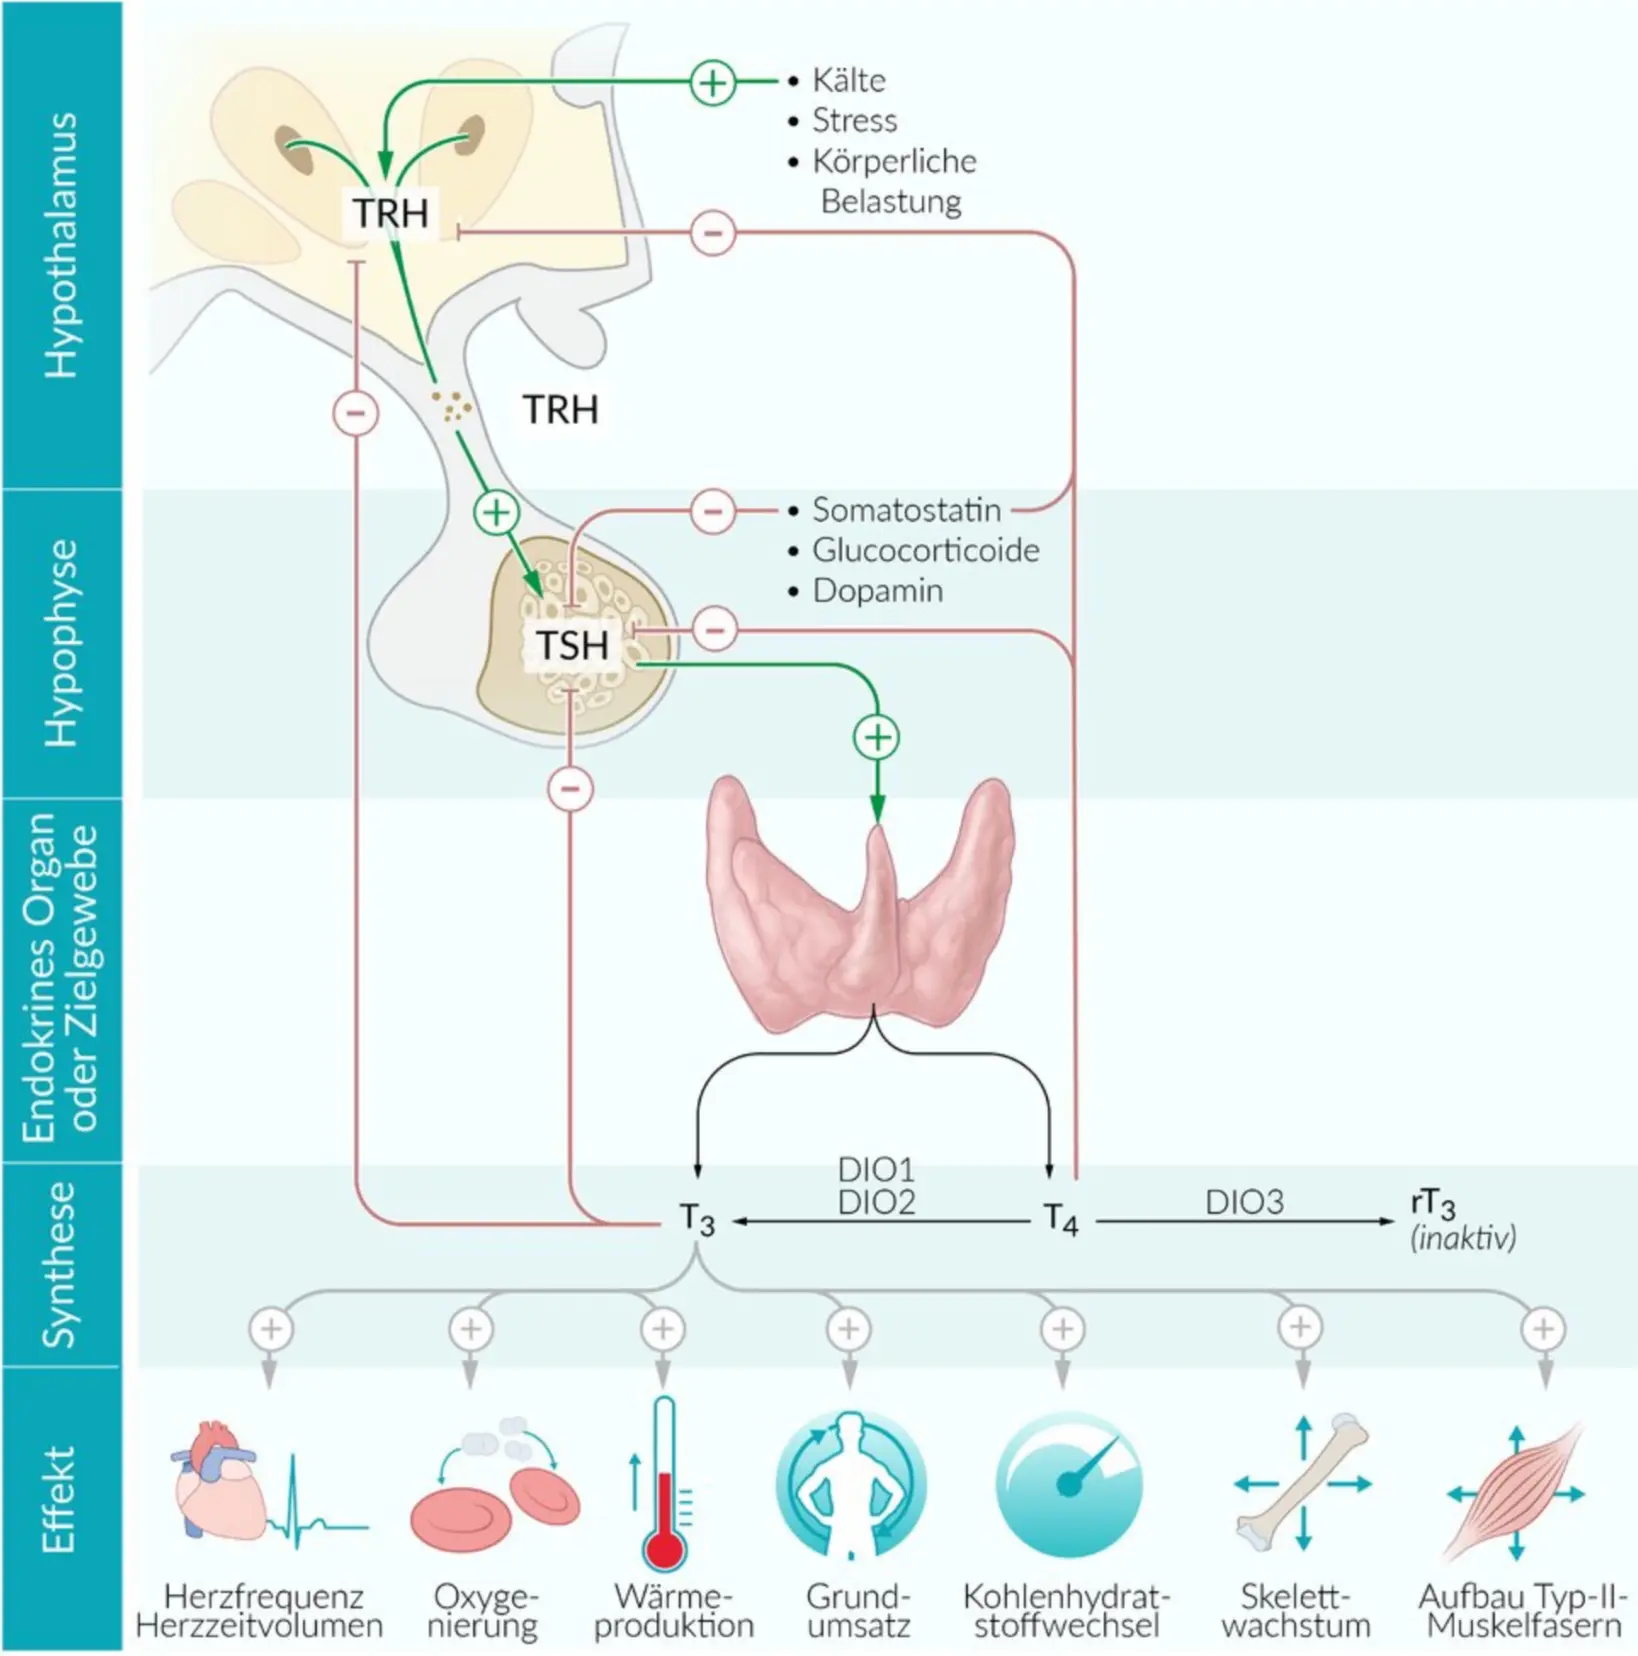 Hypothalamus
• Kälte
• Stress
• Körperliche
Belastung
+
TRH
−
−
TRH
Hypophyse
+
−
• Somatostatin
• Glucocorticoide
• Dopamin
−
TSH
+
−
Endokrines Organ
oder Zielgewebe
Synthese
DIO1
DIO2
DIO3
T3
T4
rT3
(inaktiv)
+ + + + + + +
Effekt
Herzfrequenz
Herzzeitvolumen
Oxyge-
nierung
Wärme-
produktion
Grund-
umsatz
Kohlenhydrat-
stoffwechsel
Skelett-
wachstum
Aufbau Typ-II-
Muskelfasern